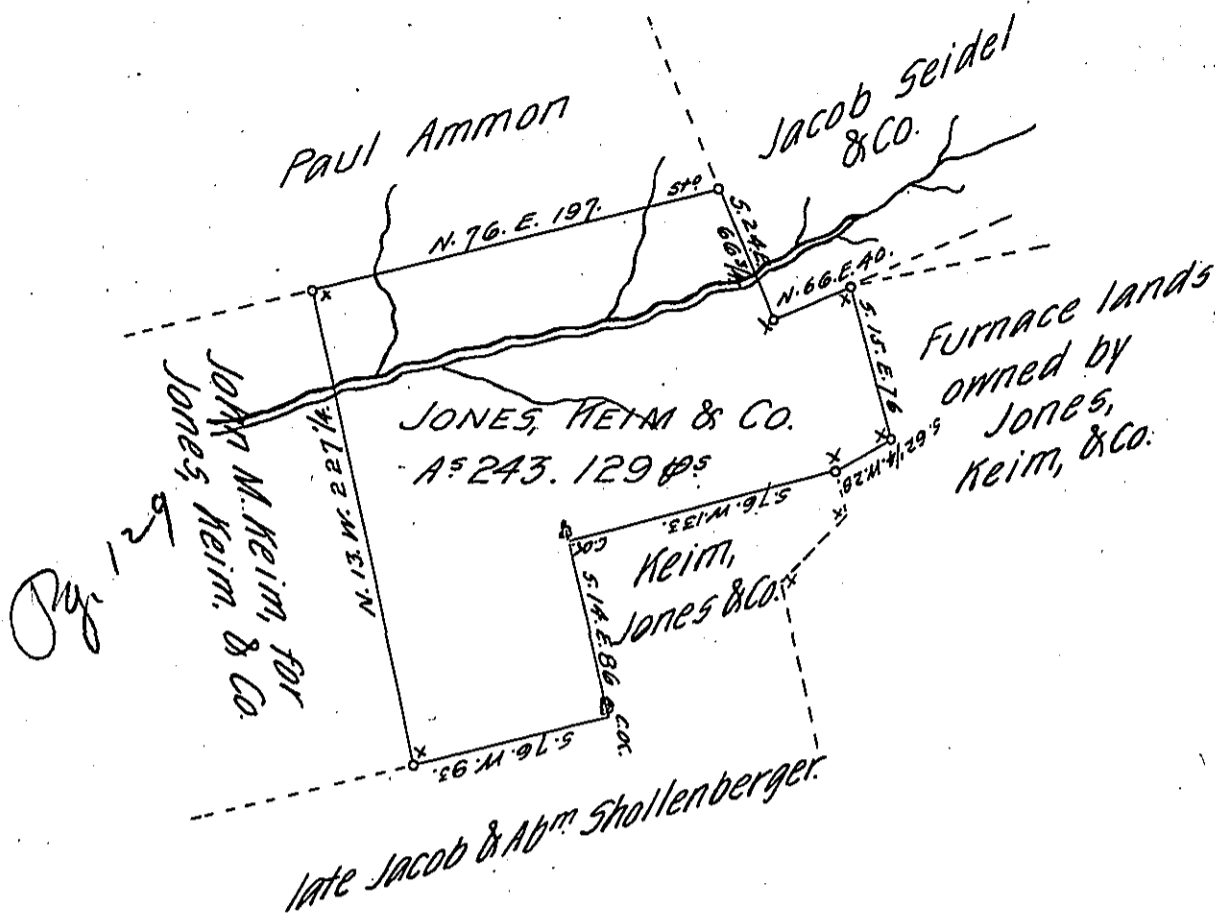 Paul Ammon
Jacob Seidel
& Co.
Sto
N. 76. E. 197.
S. 24. E.
66 3/4
N. 66. E. 40.
S. 15. E. 76
S. 62 1/4. W. 28
Furnace lands
owned by
Jones,
Keim, & Co.
JONES, KEIM & CO.
As 243. 129 ps
S. 76. W. 133.
C.O.
Keim,
Jones & Co.
S. 14. E. 86
C.O.
S. 76. W. 93.
N. 13. W. 227 1/4.
John M. Keim, for
Jones, Keim, & Co.
Pg. 129
late Jacob & Abm Shollenberger.